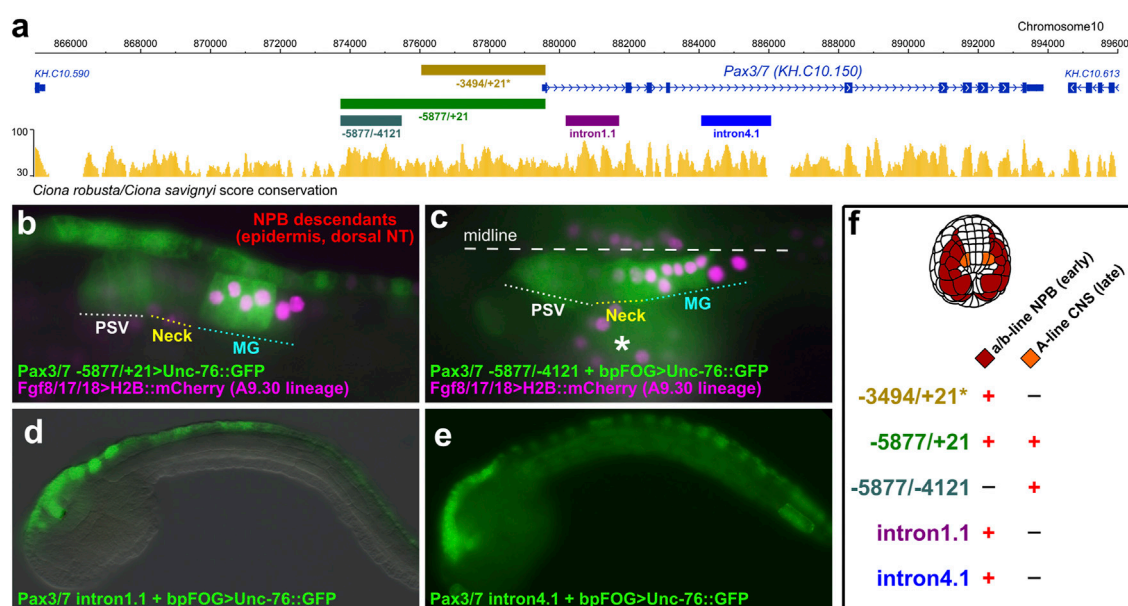 a
Chromosome10
866000 868000 870000 872000 874000 876000 878000 880000 882000 884000 886000 888000 890000 892000 894000 89600
KH.C10.590
-3494/+21*
Pax3/7 (KH.C10.150)
KH.C10.613
-5877/+21
-5877/-4121
intron1.1
intron4.1
100
30
Ciona robusta/Ciona savignyi score conservation
b
NPB descendants
(epidermis, dorsal NT)
PSV
Neck
MG
Pax3/7 -5877/+21>Unc-76::GFP
Fgf8/17/18>H2B::mCherry (A9.30 lineage)
c
midline
PSV
Neck
MG
*
Pax3/7 -5877/-4121 + bpFOG>Unc-76::GFP
Fgf8/17/18>H2B::mCherry (A9.30 lineage)
d
Pax3/7 intron1.1 + bpFOG>Unc-76::GFP
e
Pax3/7 intron4.1 + bpFOG>Unc-76::GFP
f
a/b-line NPB (early)
A-line CNS (late)
-3494/+21* + –
-5877/+21 + +
-5877/-4121 – +
intron1.1 + –
intron4.1 + –